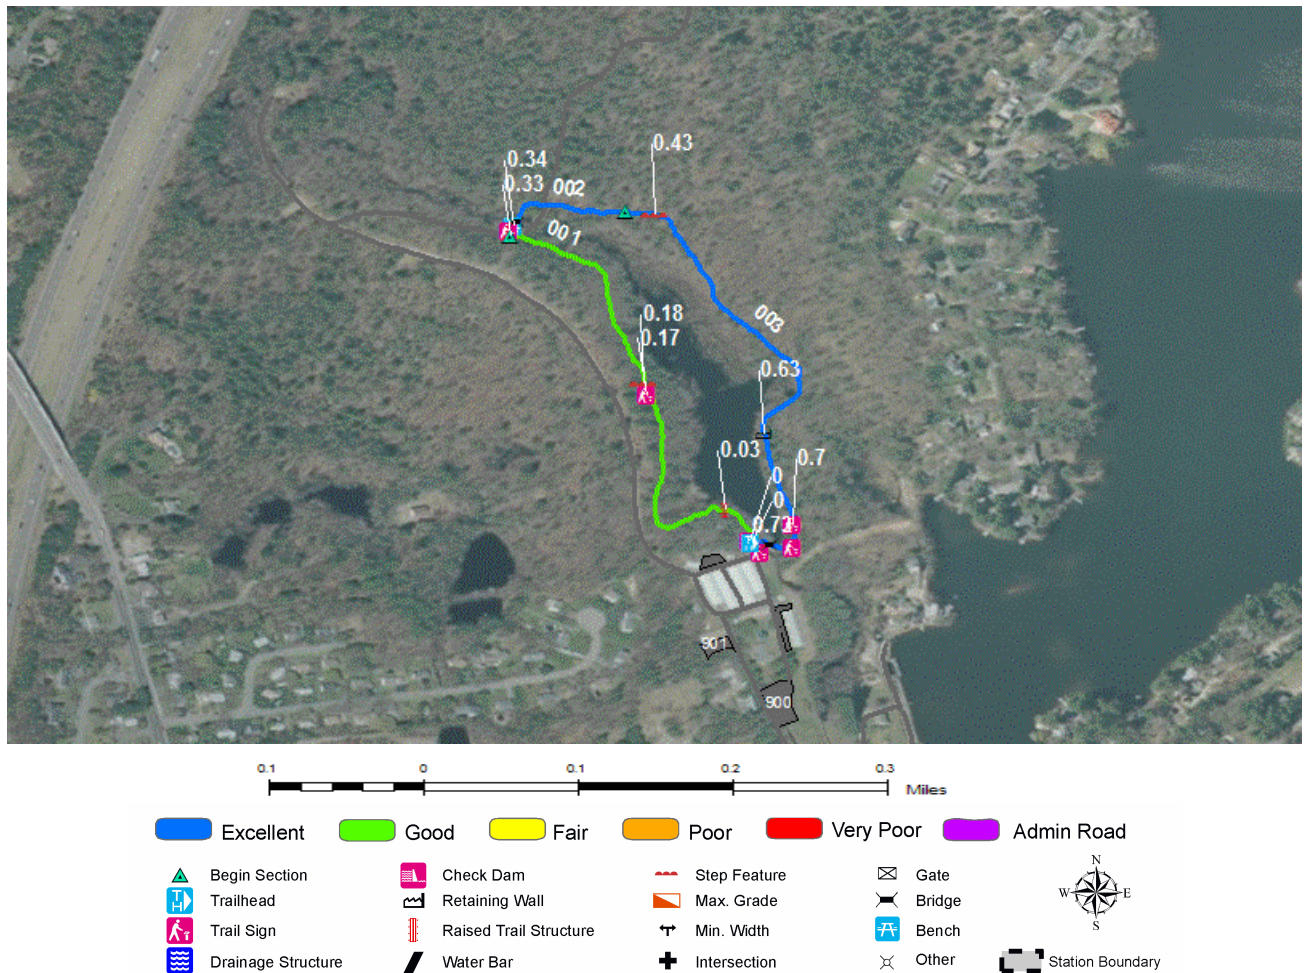 0.43
0.34
0.33
002
001
0.18
0.17
003
0.63
0.03
0.7
0
0
0.72
901
900
0.1 0 0.1 0.2 0.3
Miles
Excellent Good Fair Poor Very Poor Admin Road
Begin Section Check Dam Step Feature Gate N
Trailhead Retaining Wall Max. Grade Bridge W E
TH
Trail Sign Raised Trail Structure Min. Width Bench S
Drainage Structure Water Bar Intersection Other Station Boundary